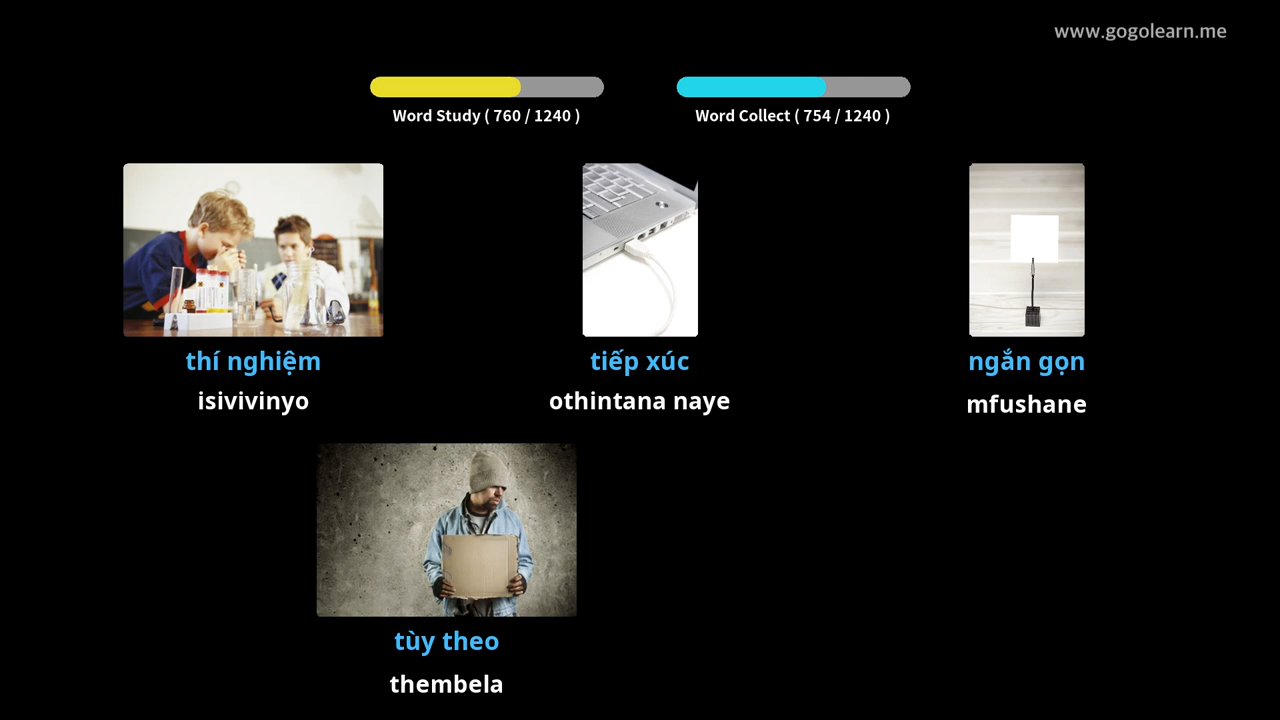 www.gogolearn.me
Word Study ( 760 / 1240 )
Word Collect ( 754 / 1240 )
thí nghiệm
isivivinyo
tiếp xúc
othintana naye
ngắn gọn
mfushane
tùy theo
thembela